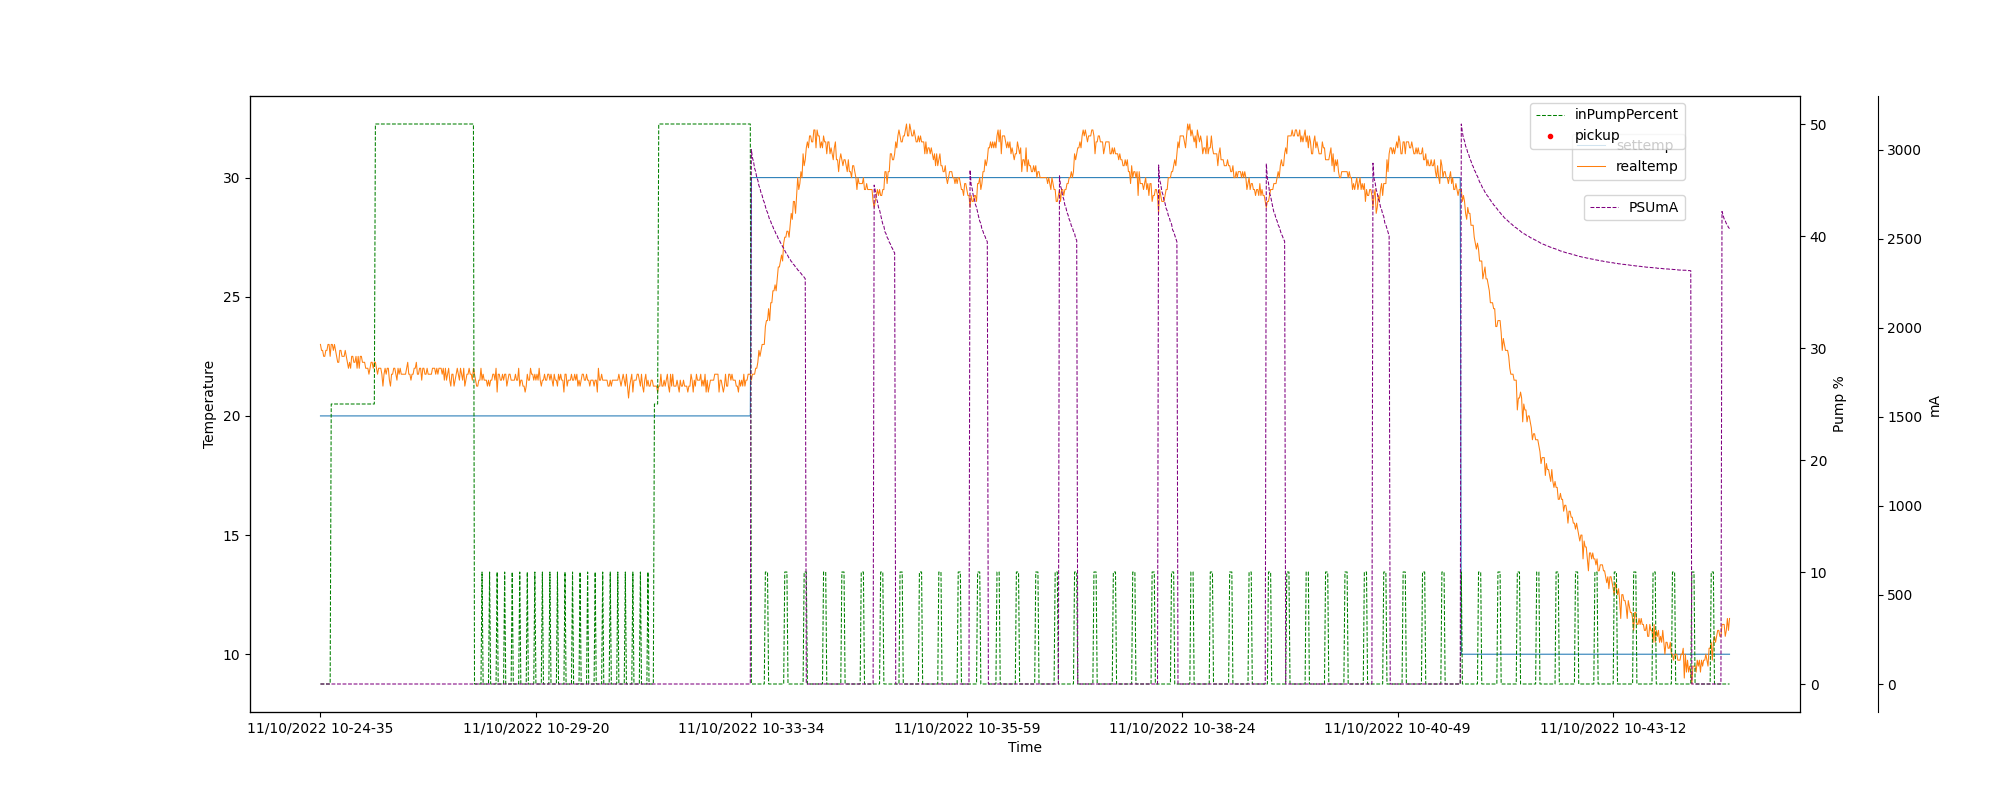 inPumpPercent
pickup
settemp
realtemp
PSUmA
30
25
20
15
10
Temperature
50
40
30
20
10
0
Pump %
3000
2500
2000
1500
1000
500
0
mA
11/10/2022 10-24-35
11/10/2022 10-29-20
11/10/2022 10-33-34
11/10/2022 10-35-59
11/10/2022 10-38-24
11/10/2022 10-40-49
11/10/2022 10-43-12
Time